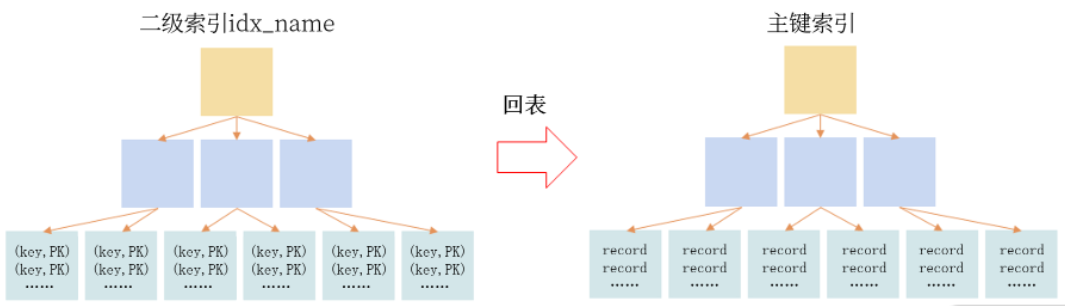 二级索引idx_name
主键索引
回表
(key,PK)
(key,PK)
……
(key,PK)
(key,PK)
……
(key,PK)
(key,PK)
……
(key,PK)
(key,PK)
……
(key,PK)
(key,PK)
……
(key,PK)
(key,PK)
……
record
record
……
record
record
……
record
record
……
record
record
……
record
record
……
record
record
……